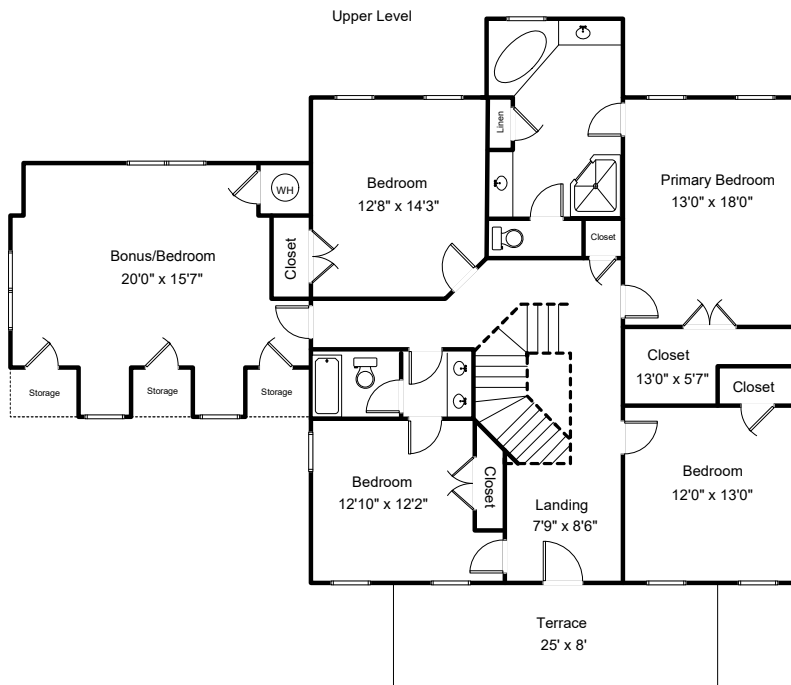 Upper Level
Linen
Bedroom
12'8" x 14'3"
Primary Bedroom
13'0" x 18'0"
WH
Bonus/Bedroom
20'0" x 15'7"
Closet
Closet
Closet
13'0" x 5'7"
Closet
Storage
Storage
Storage
Bedroom
12'10" x 12'2"
Closet
Landing
7'9" x 8'6"
Bedroom
12'0" x 13'0"
Terrace
25' x 8'